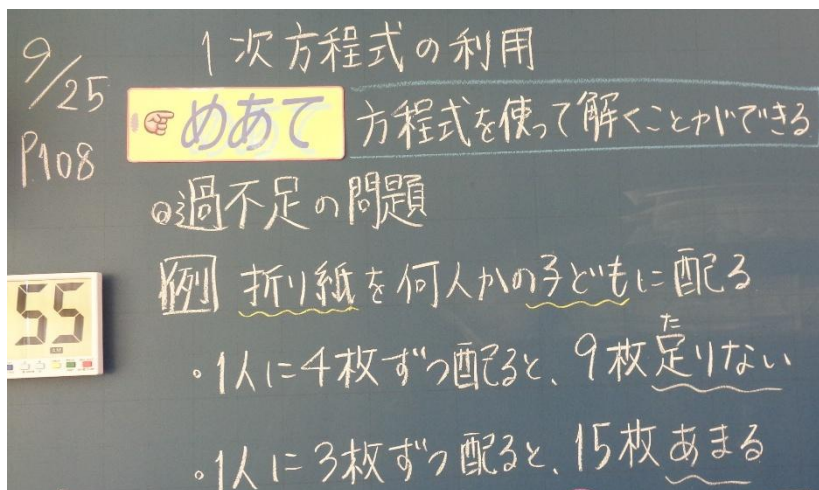 9/25
P.108
1次方程式の利用
めあて 方程式を使って解くことができる
◎過不足の問題
例 折り紙を何人かの子どもに配る
・1人に4枚ずつ配ると、9枚足りない
た
・1人に3枚ずつ配ると、15枚あまる
55